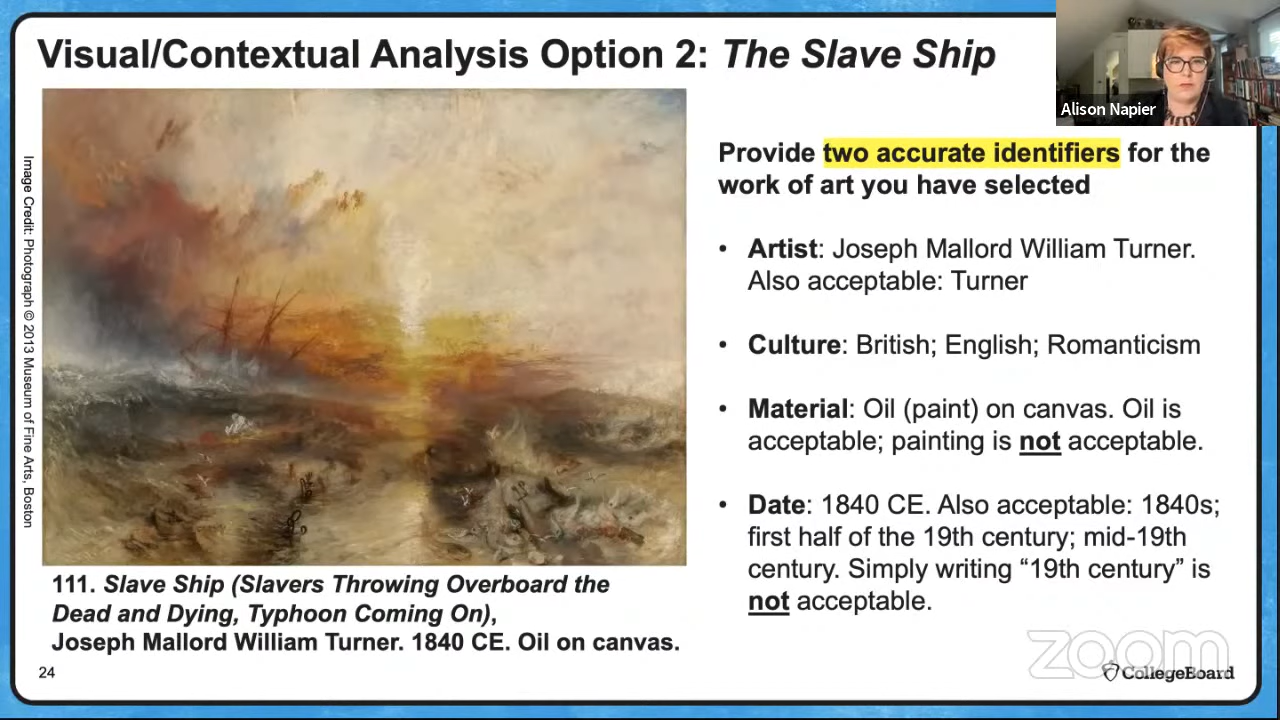 Visual/Contextual Analysis Option 2: The Slave Ship
Alison Napier
Image Credit: Photograph © 2013 Museum of Fine Arts, Boston
Provide two accurate identifiers for the
work of art you have selected
• Artist: Joseph Mallord William Turner.
Also acceptable: Turner
• Culture: British; English; Romanticism
• Material: Oil (paint) on canvas. Oil is
acceptable; painting is not acceptable.
• Date: 1840 CE. Also acceptable: 1840s;
first half of the 19th century; mid-19th
century. Simply writing “19th century” is
not acceptable.
111. Slave Ship (Slavers Throwing Overboard the
Dead and Dying, Typhoon Coming On),
Joseph Mallord William Turner. 1840 CE. Oil on canvas.
24
zoom
CollegeBoard